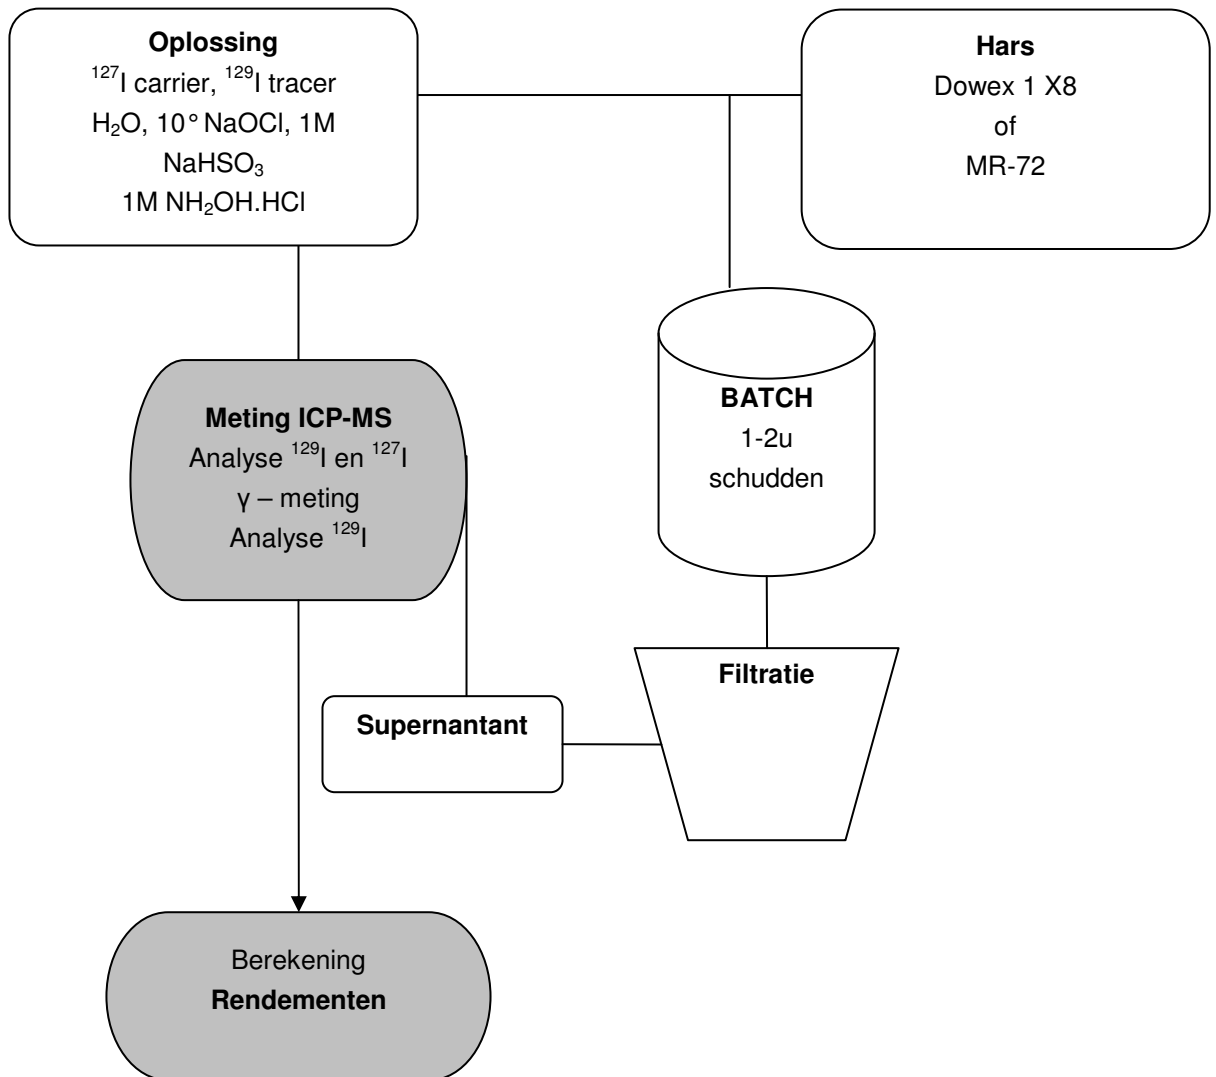 Oplossing
¹²⁷I carrier, ¹²⁹I tracer
H₂O, 10° NaOCl, 1M
NaHSO₃
1M NH₂OH.HCl
Hars
Dowex 1 X8
of
MR-72
Meting ICP-MS
Analyse ¹²⁹I en ¹²⁷I
γ – meting
Analyse ¹²⁹I
BATCH
1-2u
schudden
Filtratie
Supernantant
Berekening
Rendementen